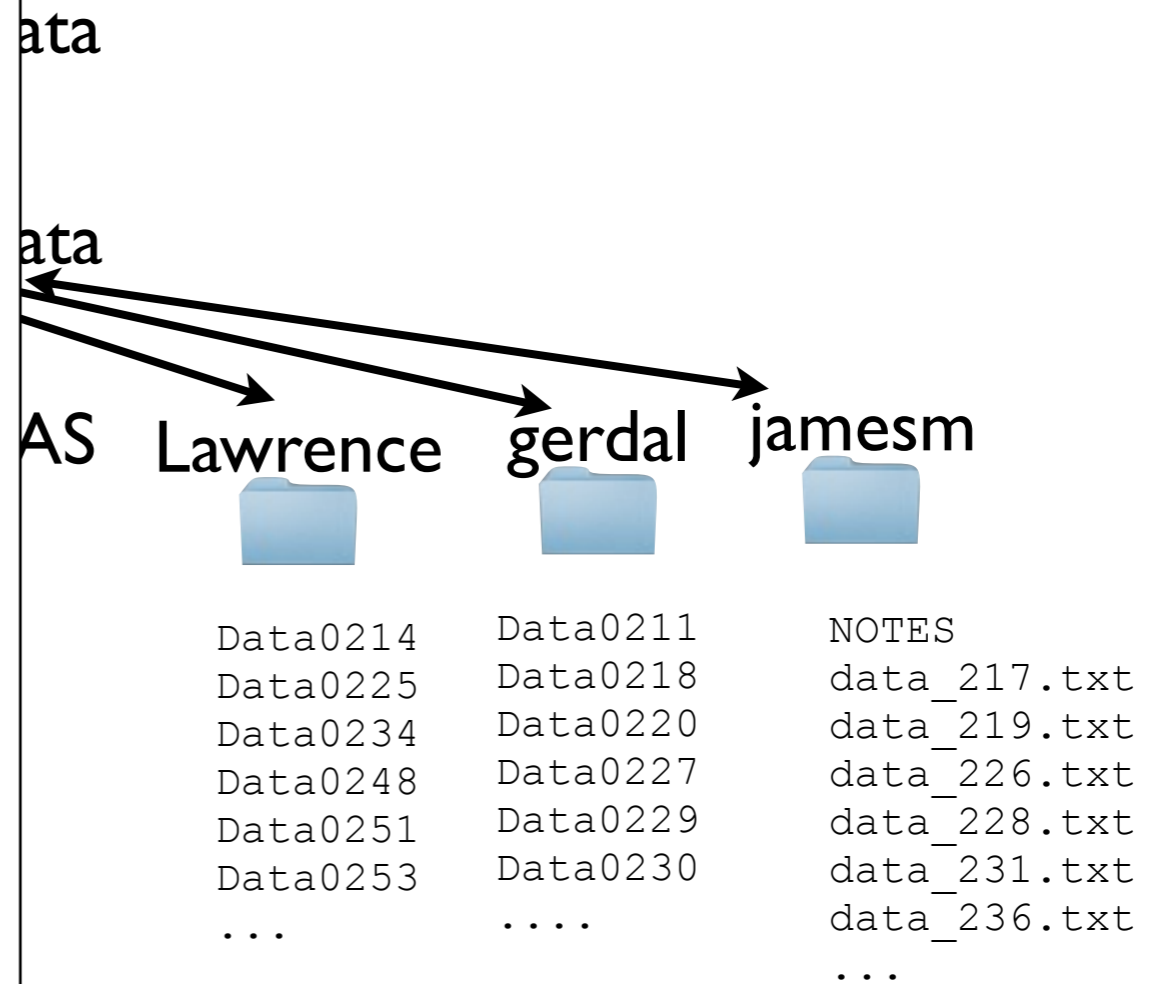 ata
ata
AS
Lawrence
gerdal
jamesm
Data0214
Data0225
Data0234
Data0248
Data0251
Data0253
...
Data0211
Data0218
Data0220
Data0227
Data0229
Data0230
....
NOTES
data_217.txt
data_219.txt
data_226.txt
data_228.txt
data_231.txt
data_236.txt
...